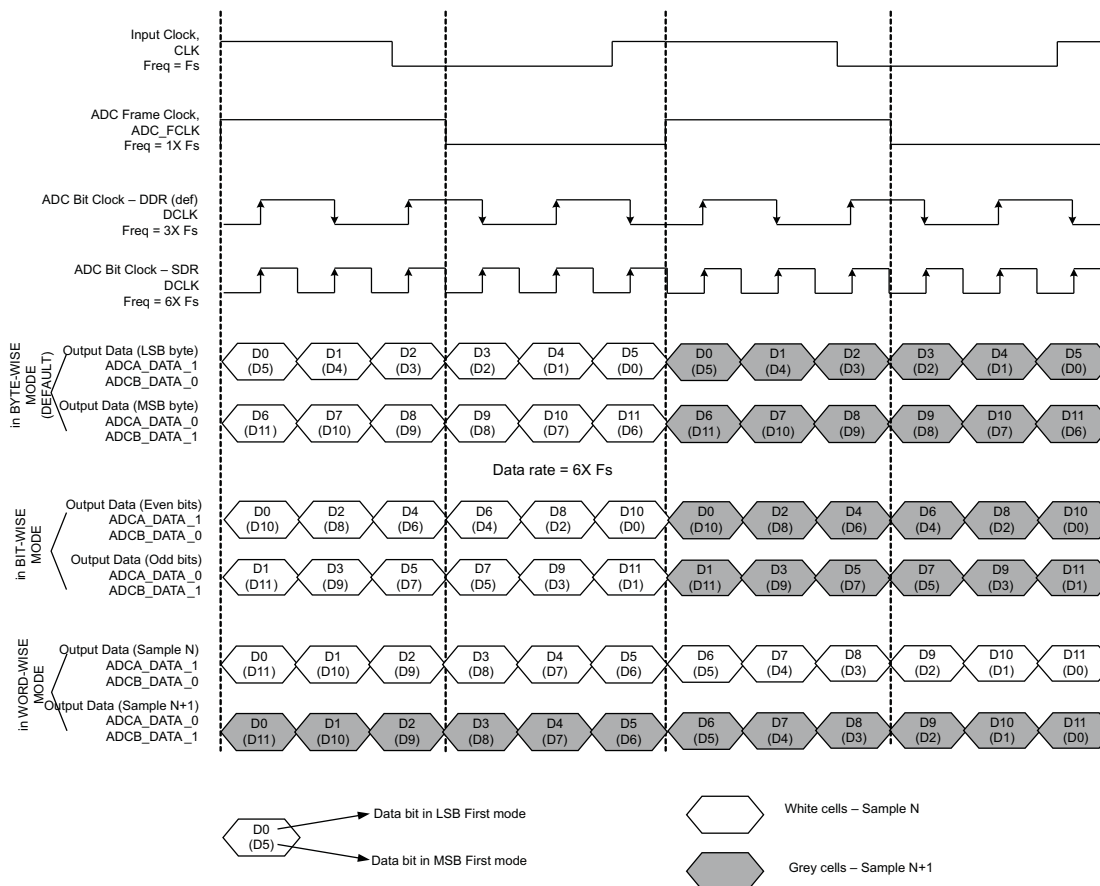 Input Clock,
CLK
Freq = Fs
ADC Frame Clock,
ADC_FCLK
Freq = 1X Fs
ADC Bit Clock – DDR (def)
DCLK
Freq = 3X Fs
ADC Bit Clock – SDR
DCLK
Freq = 6X Fs
in BYTE-WISE
MODE
(DEFAULT)
Output Data (LSB byte)
ADCA_DATA_1
ADCB_DATA_0
D0 D1 D2 D3 D4 D5 D0 D1 D2 D3 D4 D5
(D5) (D4) (D3) (D2) (D1) (D0) (D5) (D4) (D3) (D2) (D1) (D0)
Output Data (MSB byte)
ADCA_DATA_0
ADCB_DATA_1
D6 D7 D8 D9 D10 D11 D6 D7 D8 D9 D10 D11
(D11) (D10) (D9) (D8) (D7) (D6) (D11) (D10) (D9) (D8) (D7) (D6)
Data rate = 6X Fs
in BIT-WISE
MODE
Output Data (Even bits)
ADCA_DATA_1
ADCB_DATA_0
D0 D2 D4 D6 D8 D10 D0 D2 D4 D6 D8 D10
(D10) (D8) (D6) (D4) (D2) (D0) (D10) (D8) (D6) (D4) (D2) (D0)
Output Data (Odd bits)
ADCA_DATA_0
ADCB_DATA_1
D1 D3 D5 D7 D9 D11 D1 D3 D5 D7 D9 D11
(D11) (D9) (D7) (D5) (D3) (D1) (D11) (D9) (D7) (D5) (D3) (D1)
in WORD-WISE
MODE
Output Data (Sample N)
ADCA_DATA_1
ADCB_DATA_0
D0 D1 D2 D3 D4 D5 D6 D7 D8 D9 D10 D11
(D11) (D10) (D9) (D8) (D7) (D6) (D5) (D4) (D3) (D2) (D1) (D0)
Output Data (Sample N+1)
ADCA_DATA_0
ADCB_DATA_1
D0 D1 D2 D3 D4 D5 D6 D7 D8 D9 D10 D11
(D11) (D10) (D9) (D8) (D7) (D6) (D5) (D4) (D3) (D2) (D1) (D0)
D0
(D5)
Data bit in LSB First mode
Data bit in MSB First mode
White cells – Sample N
Grey cells – Sample N+1